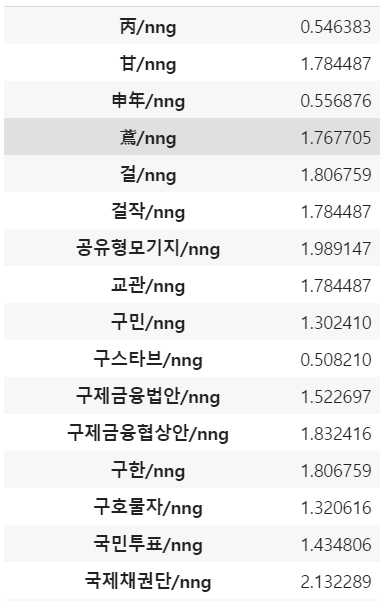 丙/nng 0.546383
甘/nng 1.784487
申年/nng 0.556876
鳶/nng 1.767705
걸/nng 1.806759
걸작/nng 1.784487
공유형모기지/nng 1.989147
교관/nng 1.784487
구민/nng 1.302410
구스타브/nng 0.508210
구제금융법안/nng 1.522697
구제금융협상안/nng 1.832416
구한/nng 1.806759
구호물자/nng 1.320616
국민투표/nng 1.434806
국제채권단/nng 2.132289